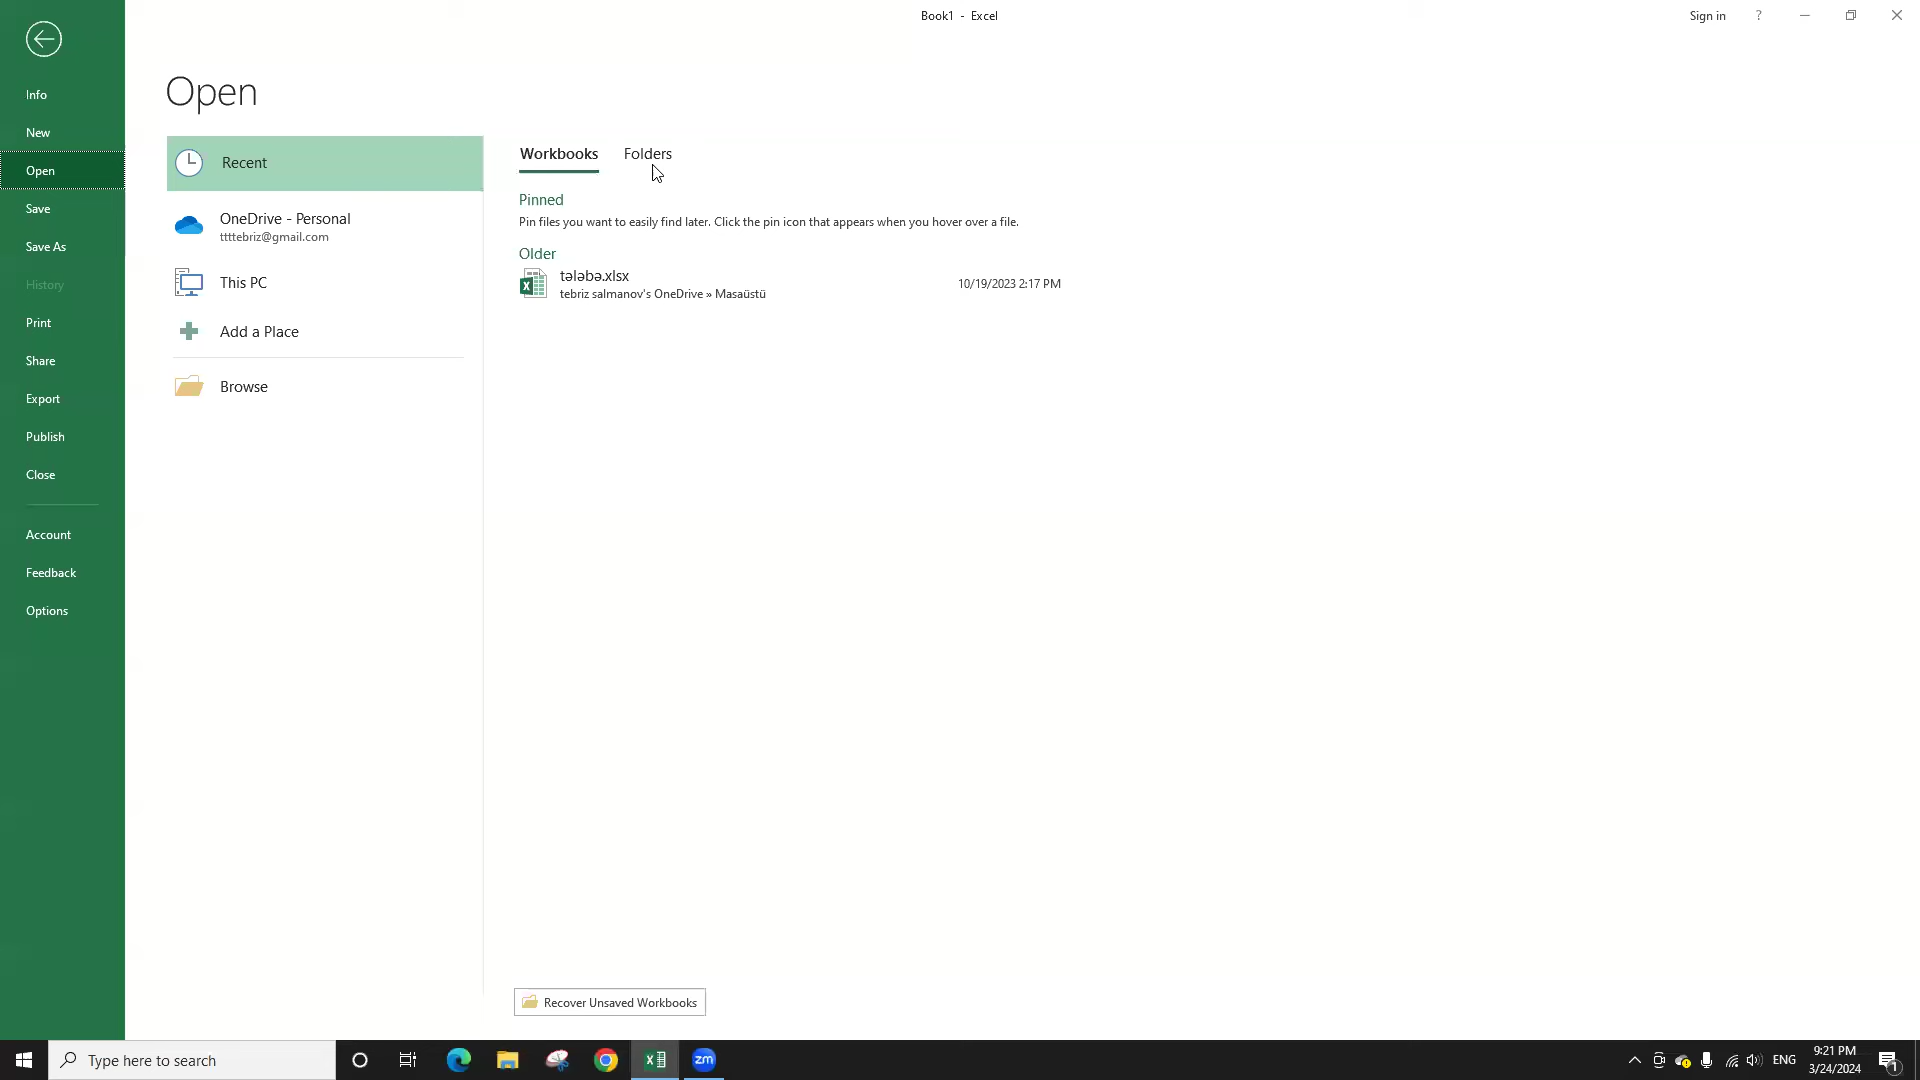 Book1 - Excel
Sign in
?
Info
New
Open
Save
Save As
History
Print
Share
Export
Publish
Close
Account
Feedback
Options
Open
Recent
OneDrive - Personal
ttttebriz@gmail.com
This PC
Add a Place
Browse
Workbooks Folders
Pinned
Pin files you want to easily find later. Click the pin icon that appears when you hover over a file.
Older
tələbə.xlsx
tebriz salmanov's OneDrive » Masaüstü
10/19/2023 2:17 PM
Recover Unsaved Workbooks
Type here to search
zm
ENG
9:21 PM
3/24/2024
1